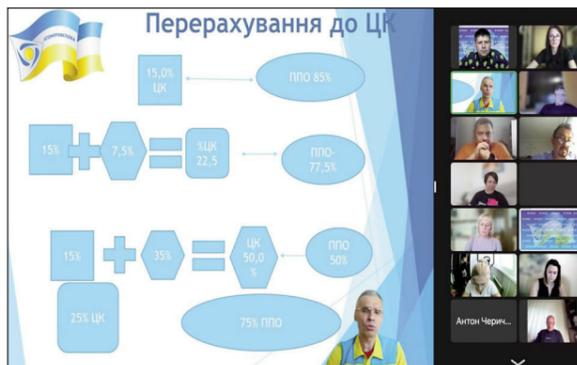 Перерахування до ЦК
15,0%
ЦК
ППО 85%
15%
7,5%
%ЦК
22,5
ППО-
77,5%
15%
35%
ЦК
50,0
%
ППО
50%
25% ЦК
75% ППО
Антон Черич...